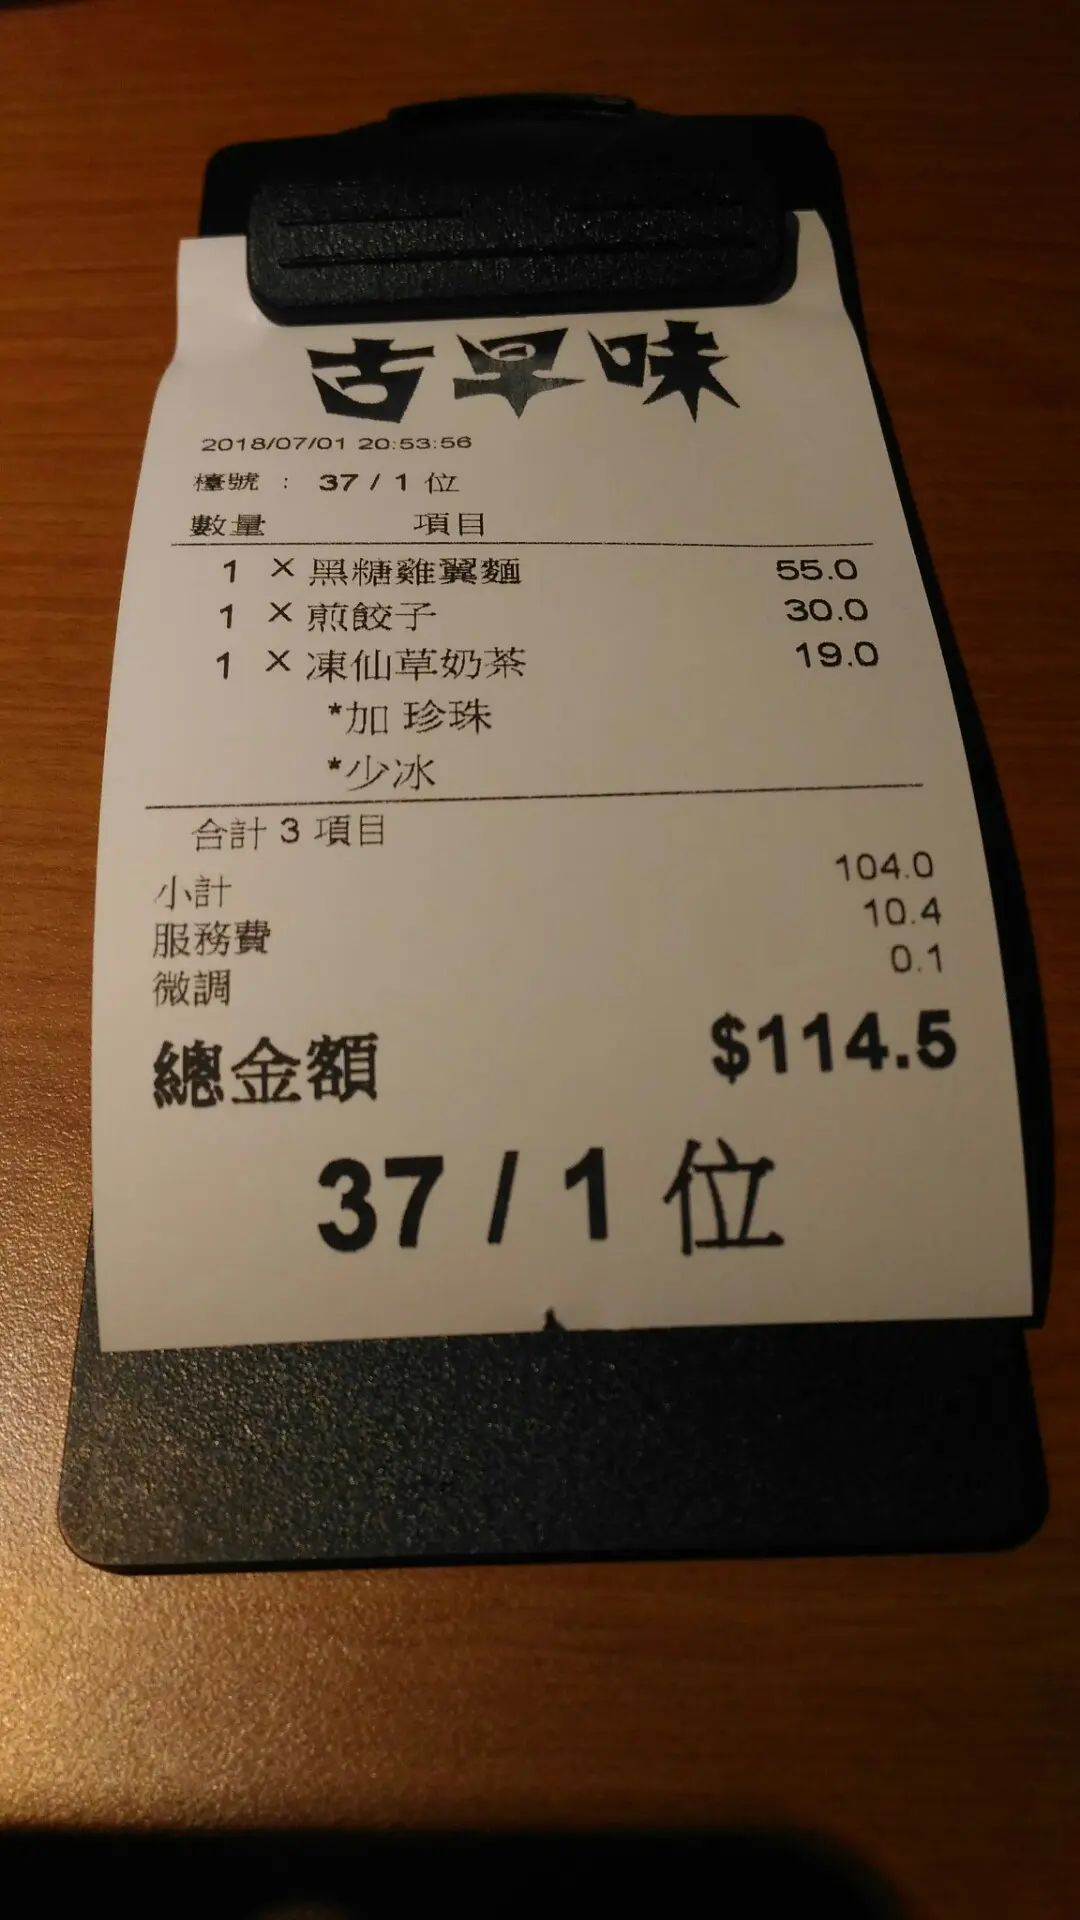 古早味
2018/07/01 20:53:56
檯號 : 37 / 1 位
數量 項目
1 × 黑糖雞翼麵 55.0
1 × 煎餃子 30.0
1 × 凍仙草奶茶 19.0
*加 珍珠
*少冰
合計 3 項目
小計 104.0
服務費 10.4
微調 0.1
總金額 $114.5
37 / 1 位